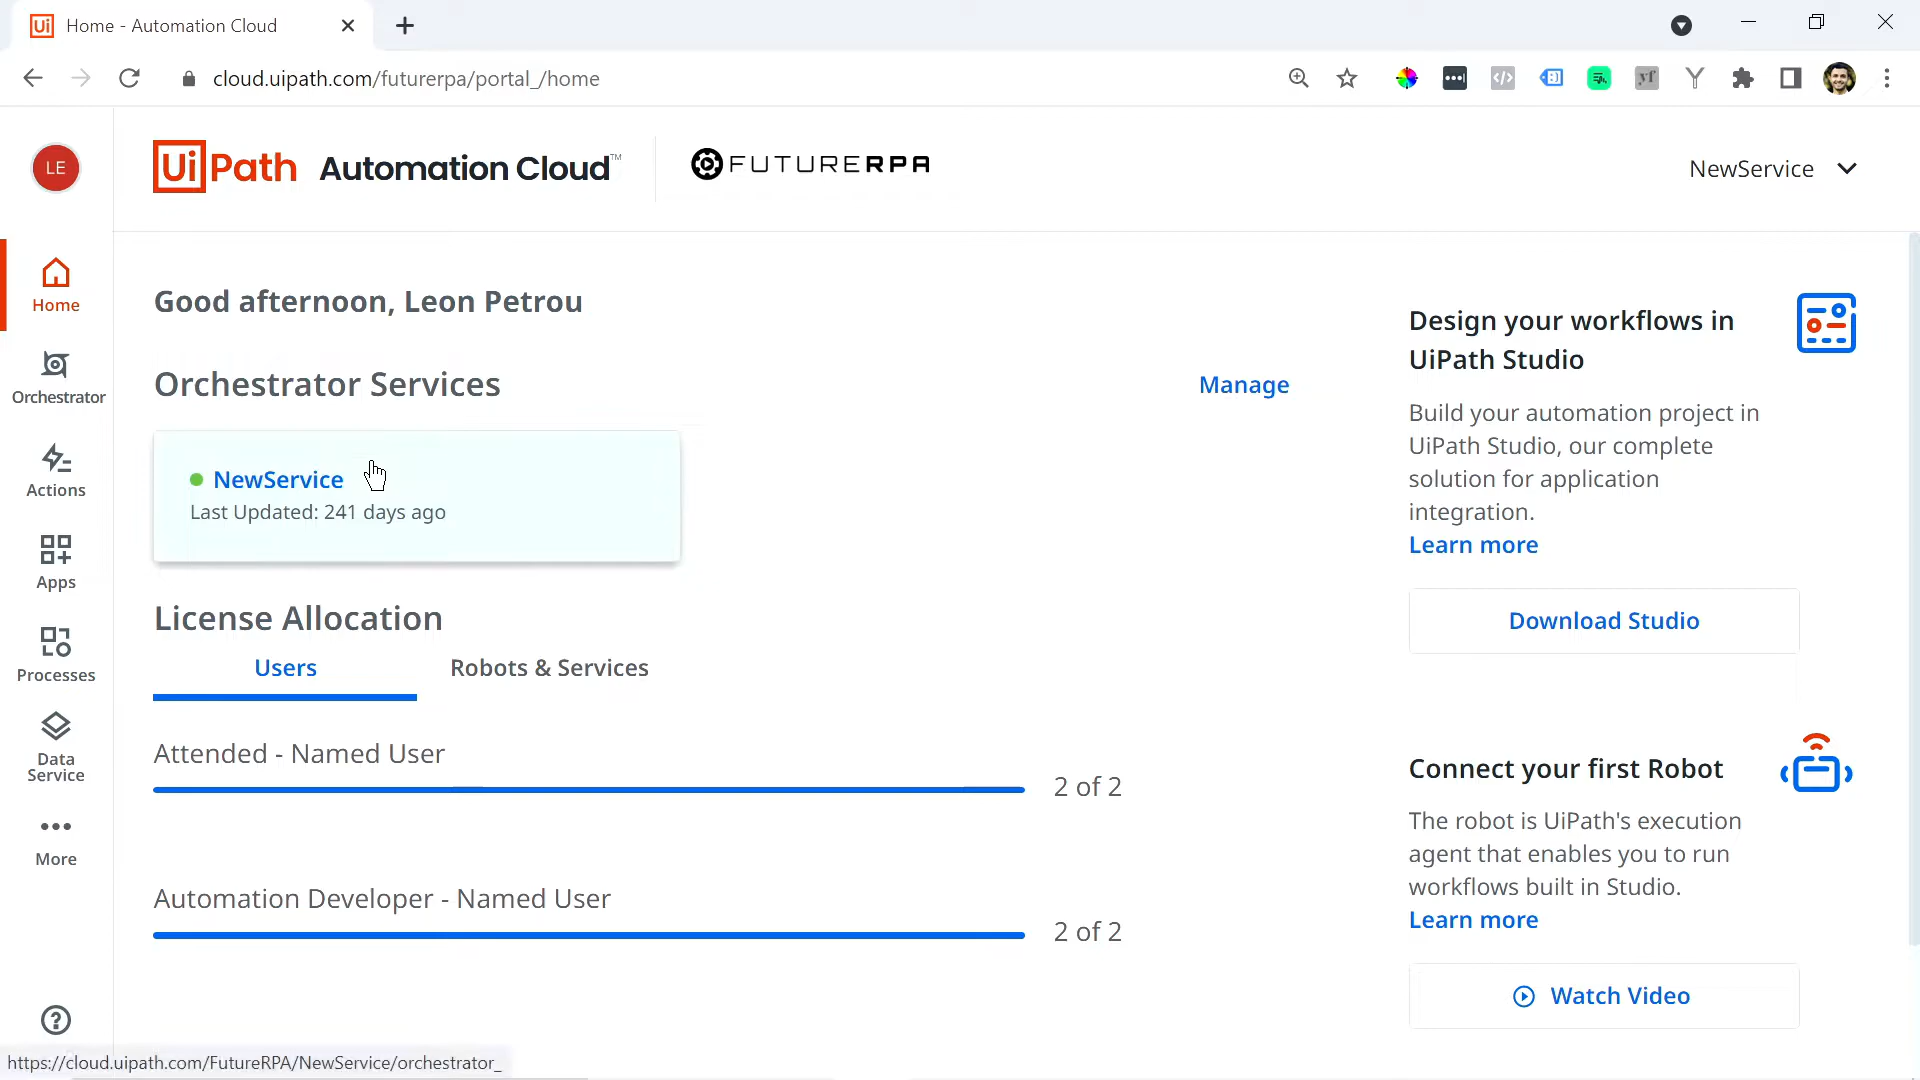 Ui Home - Automation Cloud
cloud.uipath.com/futurerpa/portal_/home
yf
LE
UiPath Automation Cloud™
FUTURERPA
NewService
Home
Orchestrator
Actions
Apps
Processes
Data
Service
More
Good afternoon, Leon Petrou
Orchestrator Services
Manage
NewService
Last Updated: 241 days ago
License Allocation
Users
Robots & Services
Attended - Named User
2 of 2
Automation Developer - Named User
2 of 2
Design your workflows in
UiPath Studio
Build your automation project in
UiPath Studio, our complete
solution for application
integration.
Learn more
Download Studio
Connect your first Robot
The robot is UiPath's execution
agent that enables you to run
workflows built in Studio.
Learn more
Watch Video
https://cloud.uipath.com/FutureRPA/NewService/orchestrator_